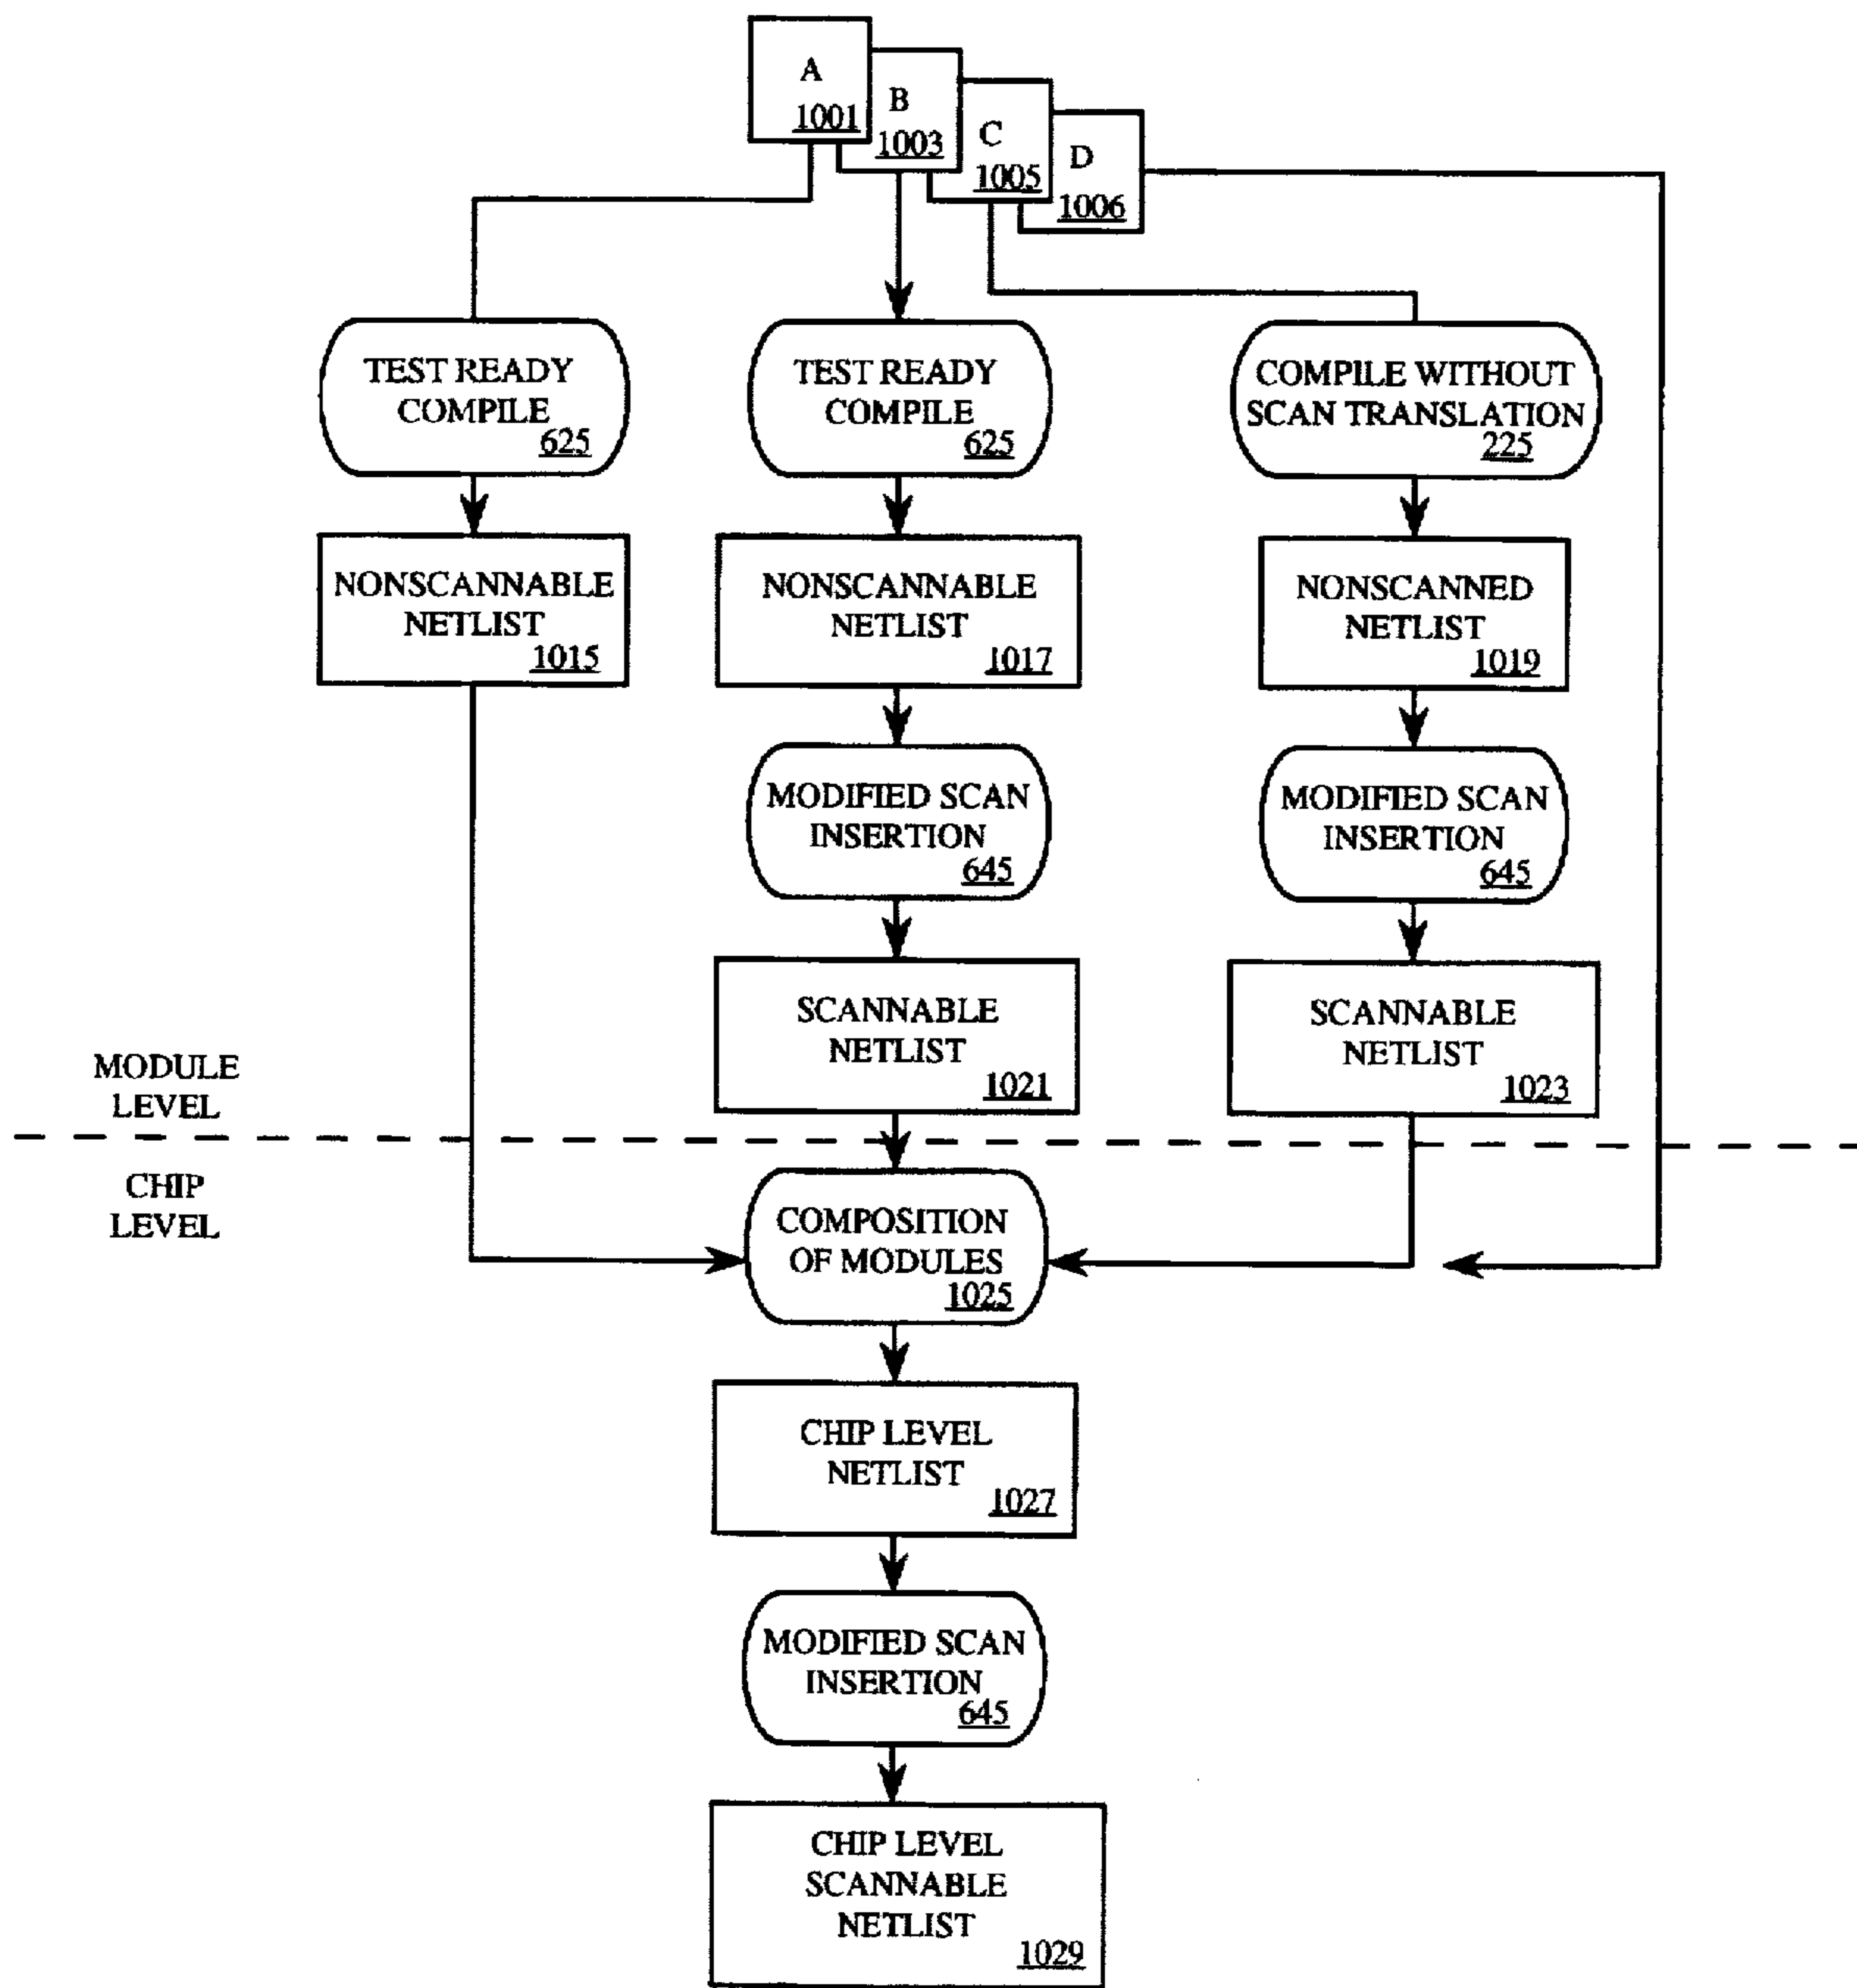 A
1001
B
1003
C
1005
D
1006
TEST READY
COMPILE
625
TEST READY
COMPILE
625
COMPILE WITHOUT
SCAN TRANSLATION
225
NONSCANNABLE
NETLIST
1015
NONSCANNABLE
NETLIST
1017
NONSCANNED
NETLIST
1019
MODIFIED SCAN
INSERTION
645
MODIFIED SCAN
INSERTION
645
SCANNABLE
NETLIST
1021
SCANNABLE
NETLIST
1023
MODULE
LEVEL
CHIP
LEVEL
COMPOSITION
OF MODULES
1025
CHIP LEVEL
NETLIST
1027
MODIFIED SCAN
INSERTION
645
CHIP LEVEL
SCANNABLE
NETLIST
1029